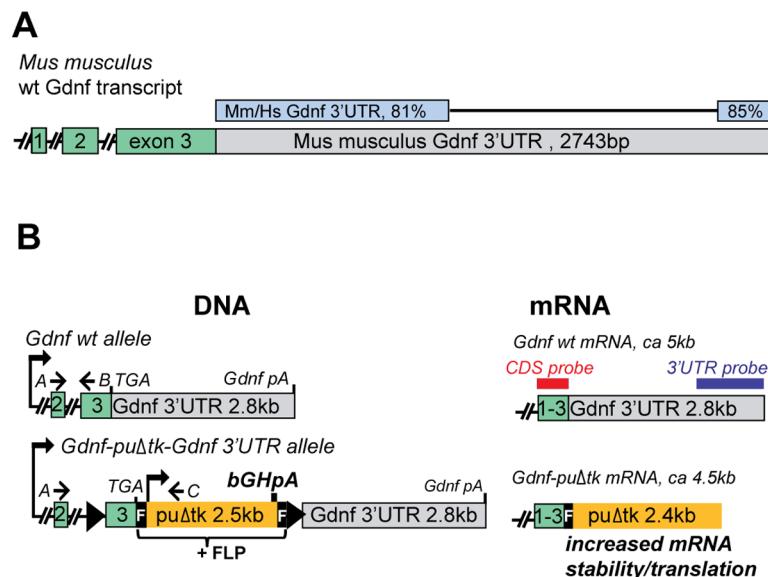 A
Mus musculus
wt Gdnf transcript
Mm/Hs Gdnf 3'UTR, 81%
85%
1
2
exon 3
Mus musculus Gdnf 3'UTR , 2743bp
B
DNA
mRNA
Gdnf wt allele
Gdnf wt mRNA, ca 5kb
CDS probe
3'UTR probe
A
B
TGA
Gdnf pA
2
3
Gdnf 3'UTR 2.8kb
1-3
Gdnf 3'UTR 2.8kb
Gdnf-puΔtk-Gdnf 3'UTR allele
Gdnf-puΔtk mRNA, ca 4.5kb
A
TGA
C
bGHpA
Gdnf pA
2
3
F
puΔtk 2.5kb
F
Gdnf 3'UTR 2.8kb
1-3
F
puΔtk 2.4kb
+ FLP
increased mRNA
stability/translation